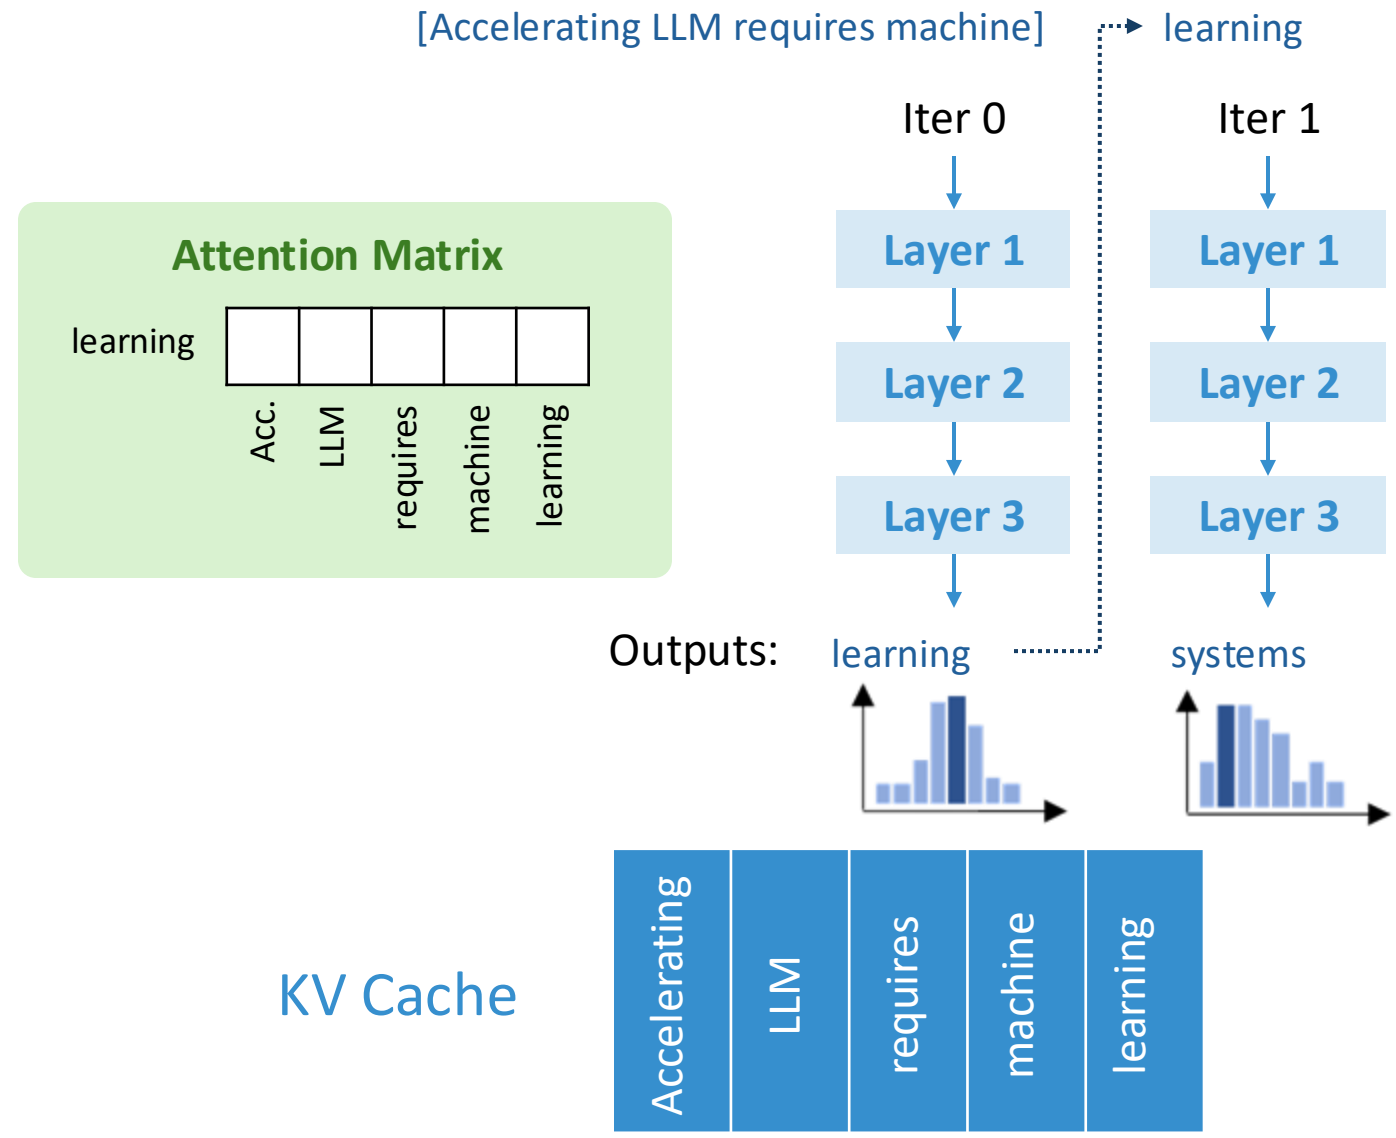 [Accelerating LLM requires machine]
learning
Iter 0
Iter 1
Attention Matrix
learning
Acc.
LLM
requires
machine
learning
Layer 1
Layer 2
Layer 3
Layer 1
Layer 2
Layer 3
Outputs:
learning
systems
KV Cache
Accelerating
LLM
requires
machine
learning